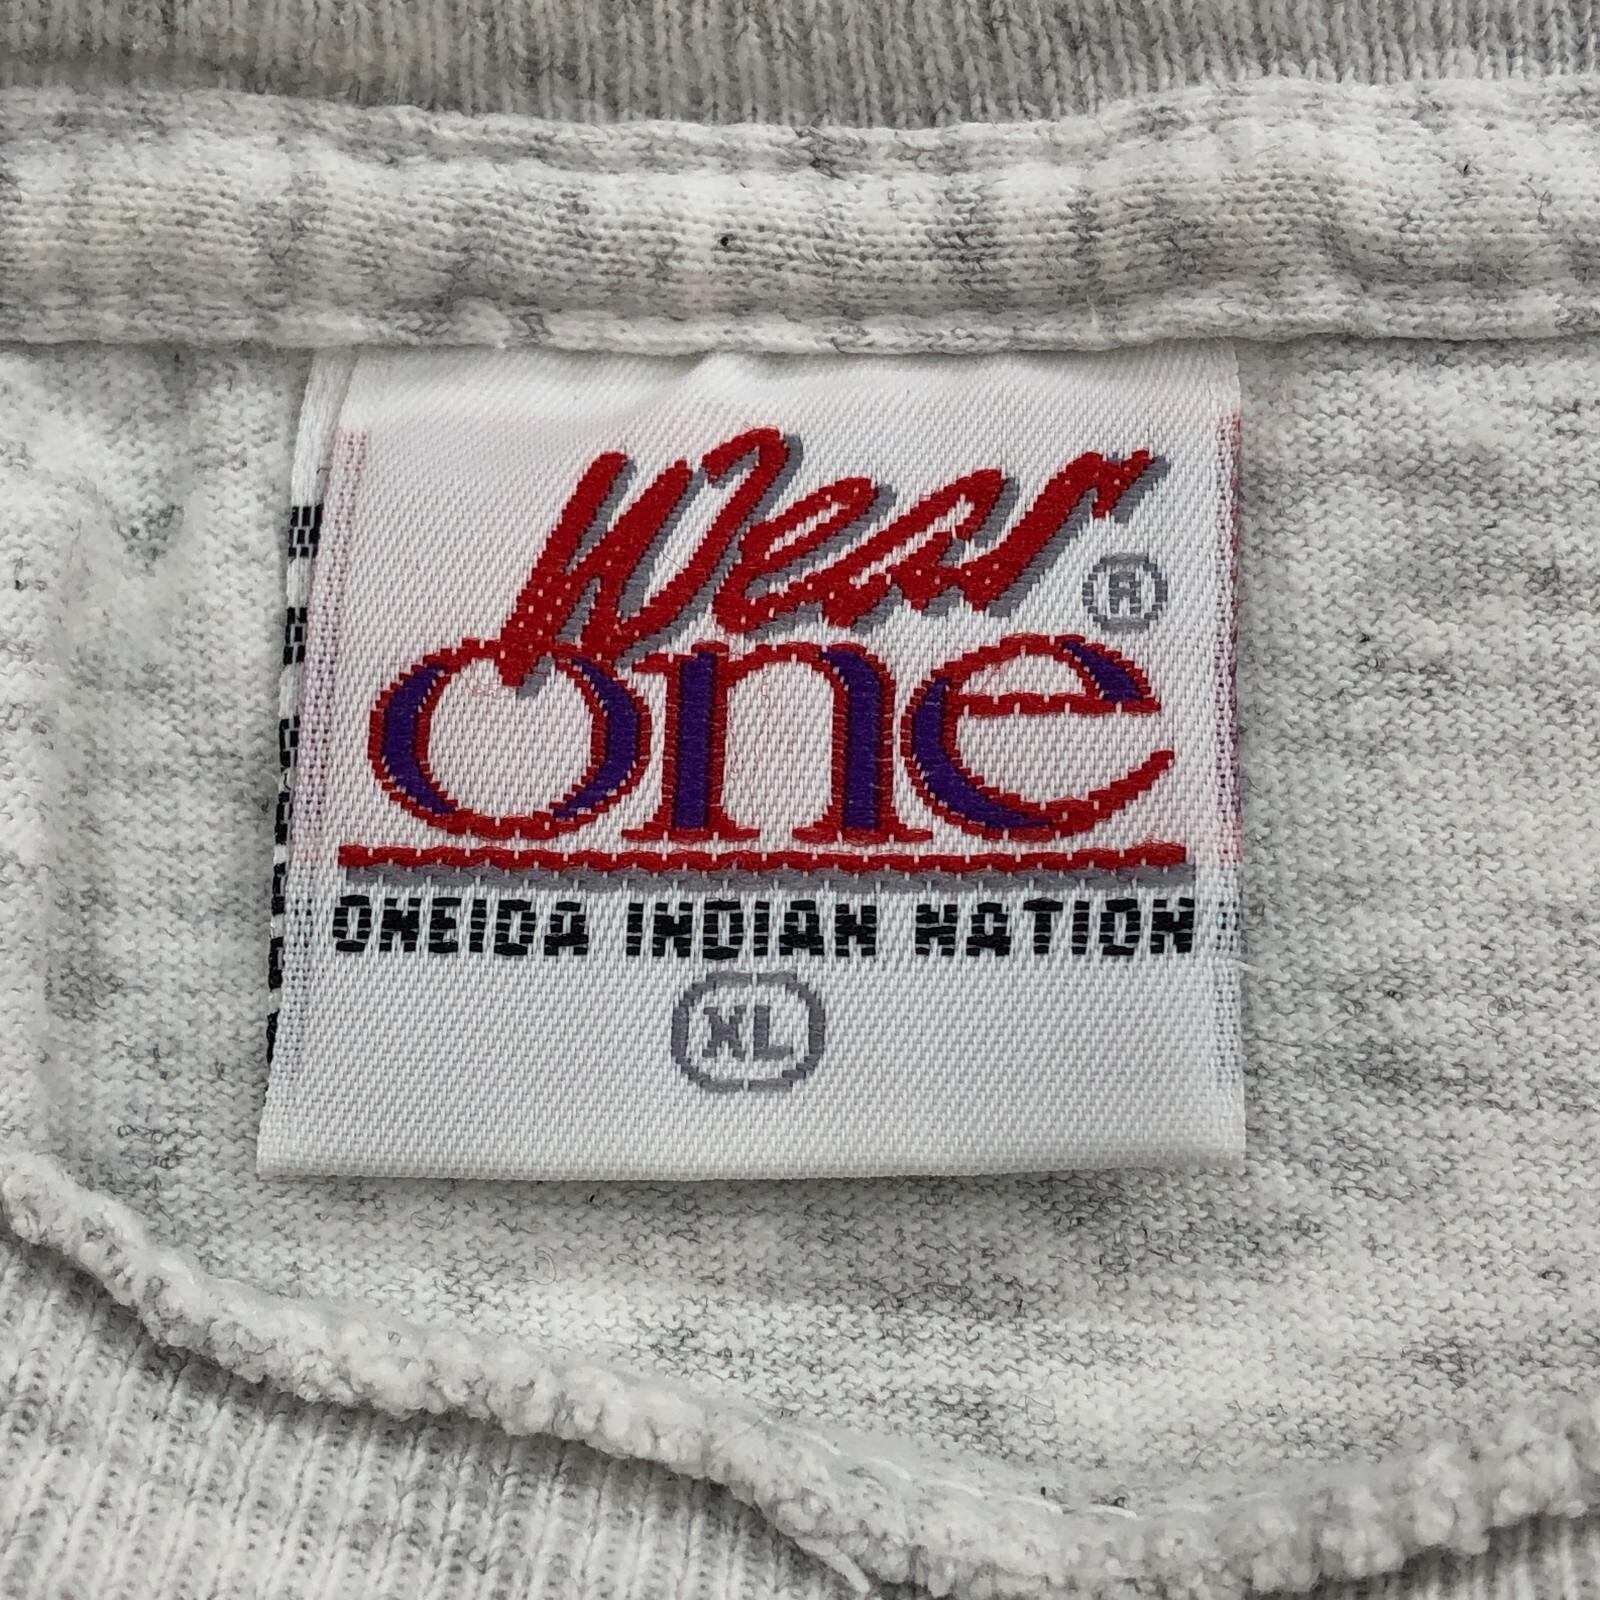 Wear
one
®
ONEIDA INDIAN NATION
XL